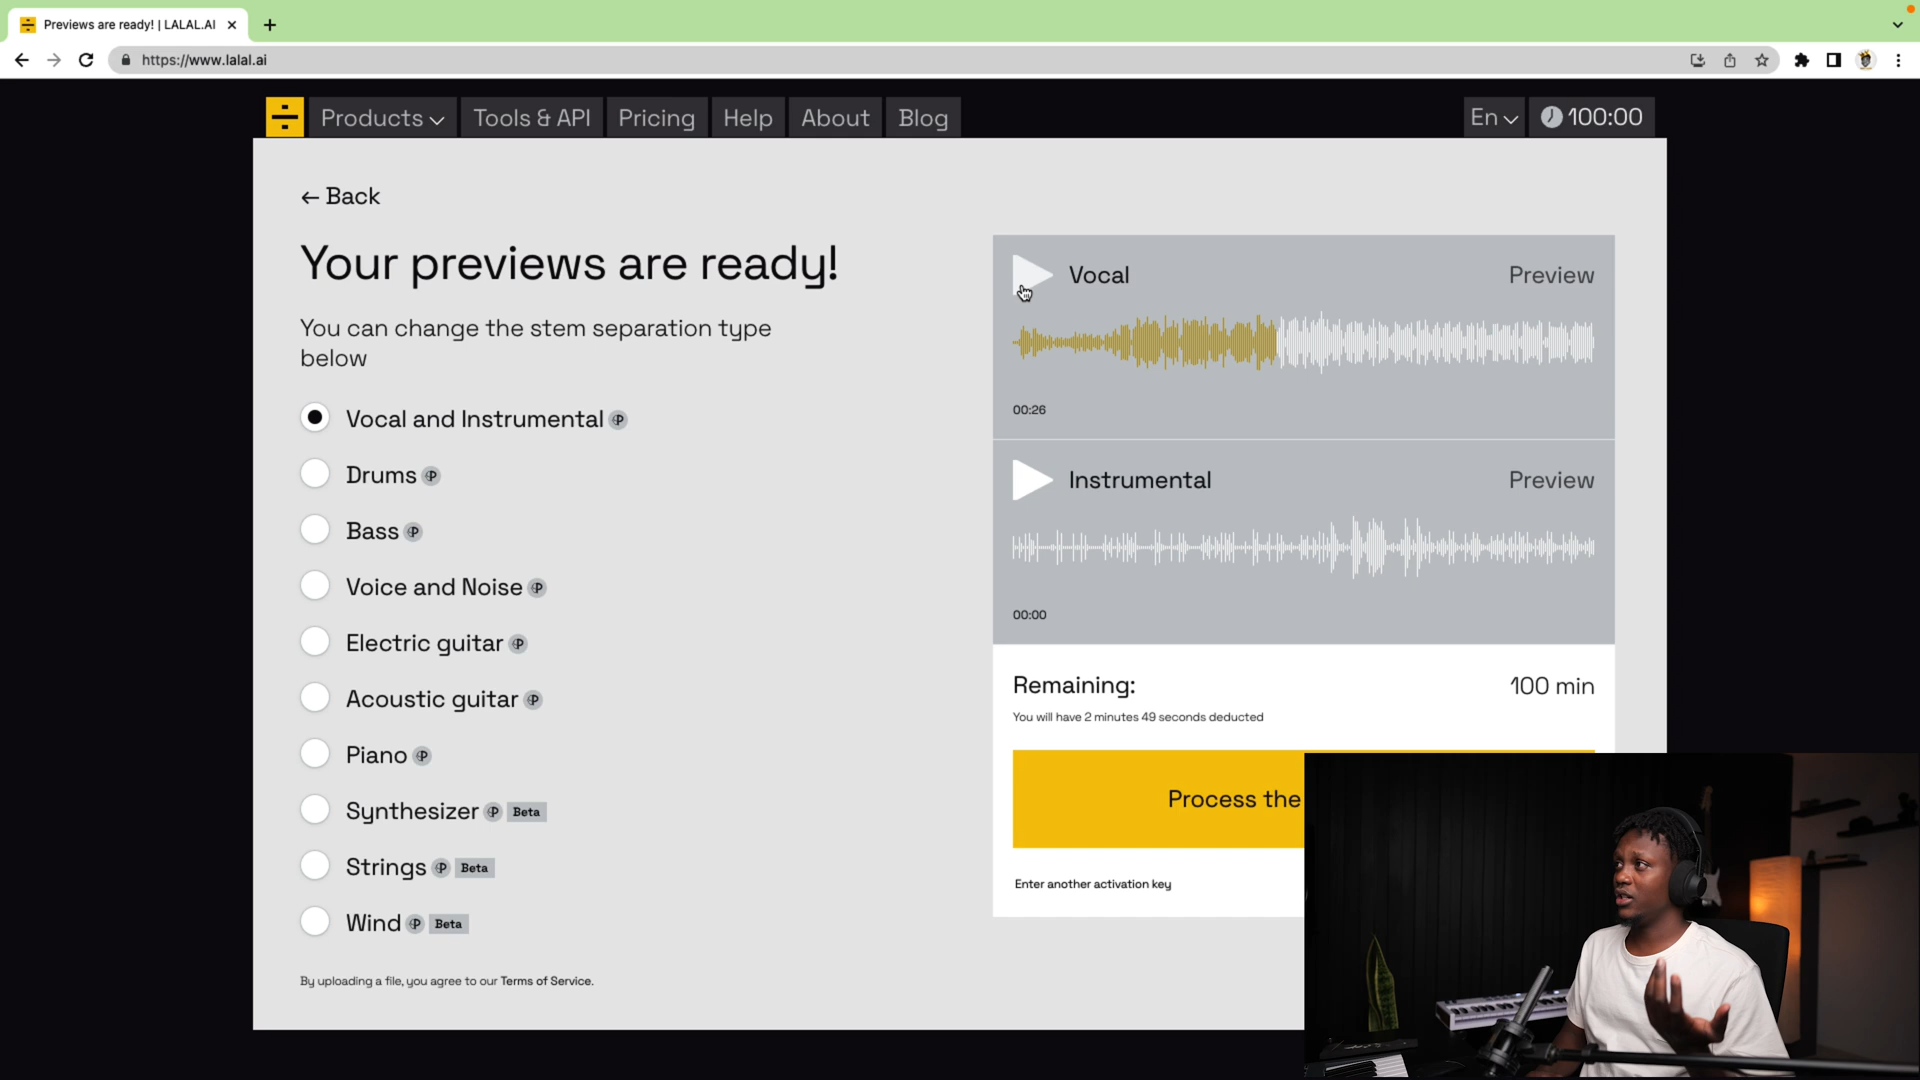 Previews are ready! | LALAL.AI
https://www.lalal.ai
Products
Tools & API
Pricing
Help
About
Blog
En
100:00
← Back
Your previews are ready!
You can change the stem separation type
below
Vocal and Instrumental
Drums
Bass
Voice and Noise
Electric guitar
Acoustic guitar
Piano
Synthesizer Beta
Strings Beta
Wind Beta
By uploading a file, you agree to our Terms of Service.
Vocal Preview
00:26
Instrumental Preview
00:00
Remaining: 100 min
You will have 2 minutes 49 seconds deducted
Process the
Enter another activation key